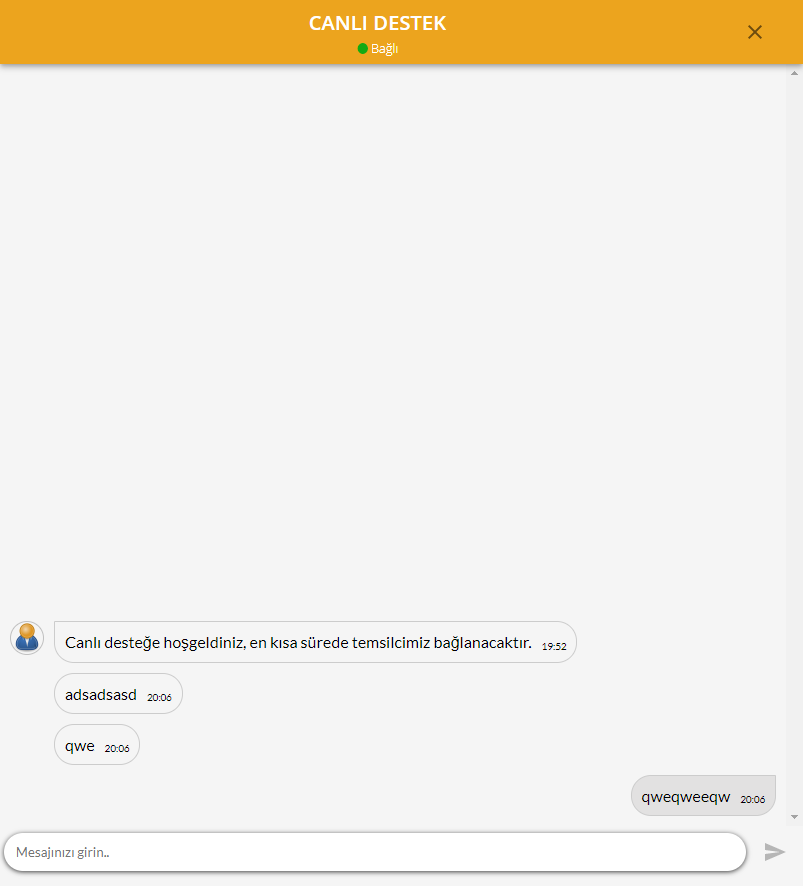 CANLI DESTEK
Bağlı
Canlı desteğe hoşgeldiniz, en kısa sürede temsilcimiz bağlanacaktır. 19:52
adsadsasd 20:06
qwe 20:06
qweqweeqw 20:06
Mesajınızı girin..